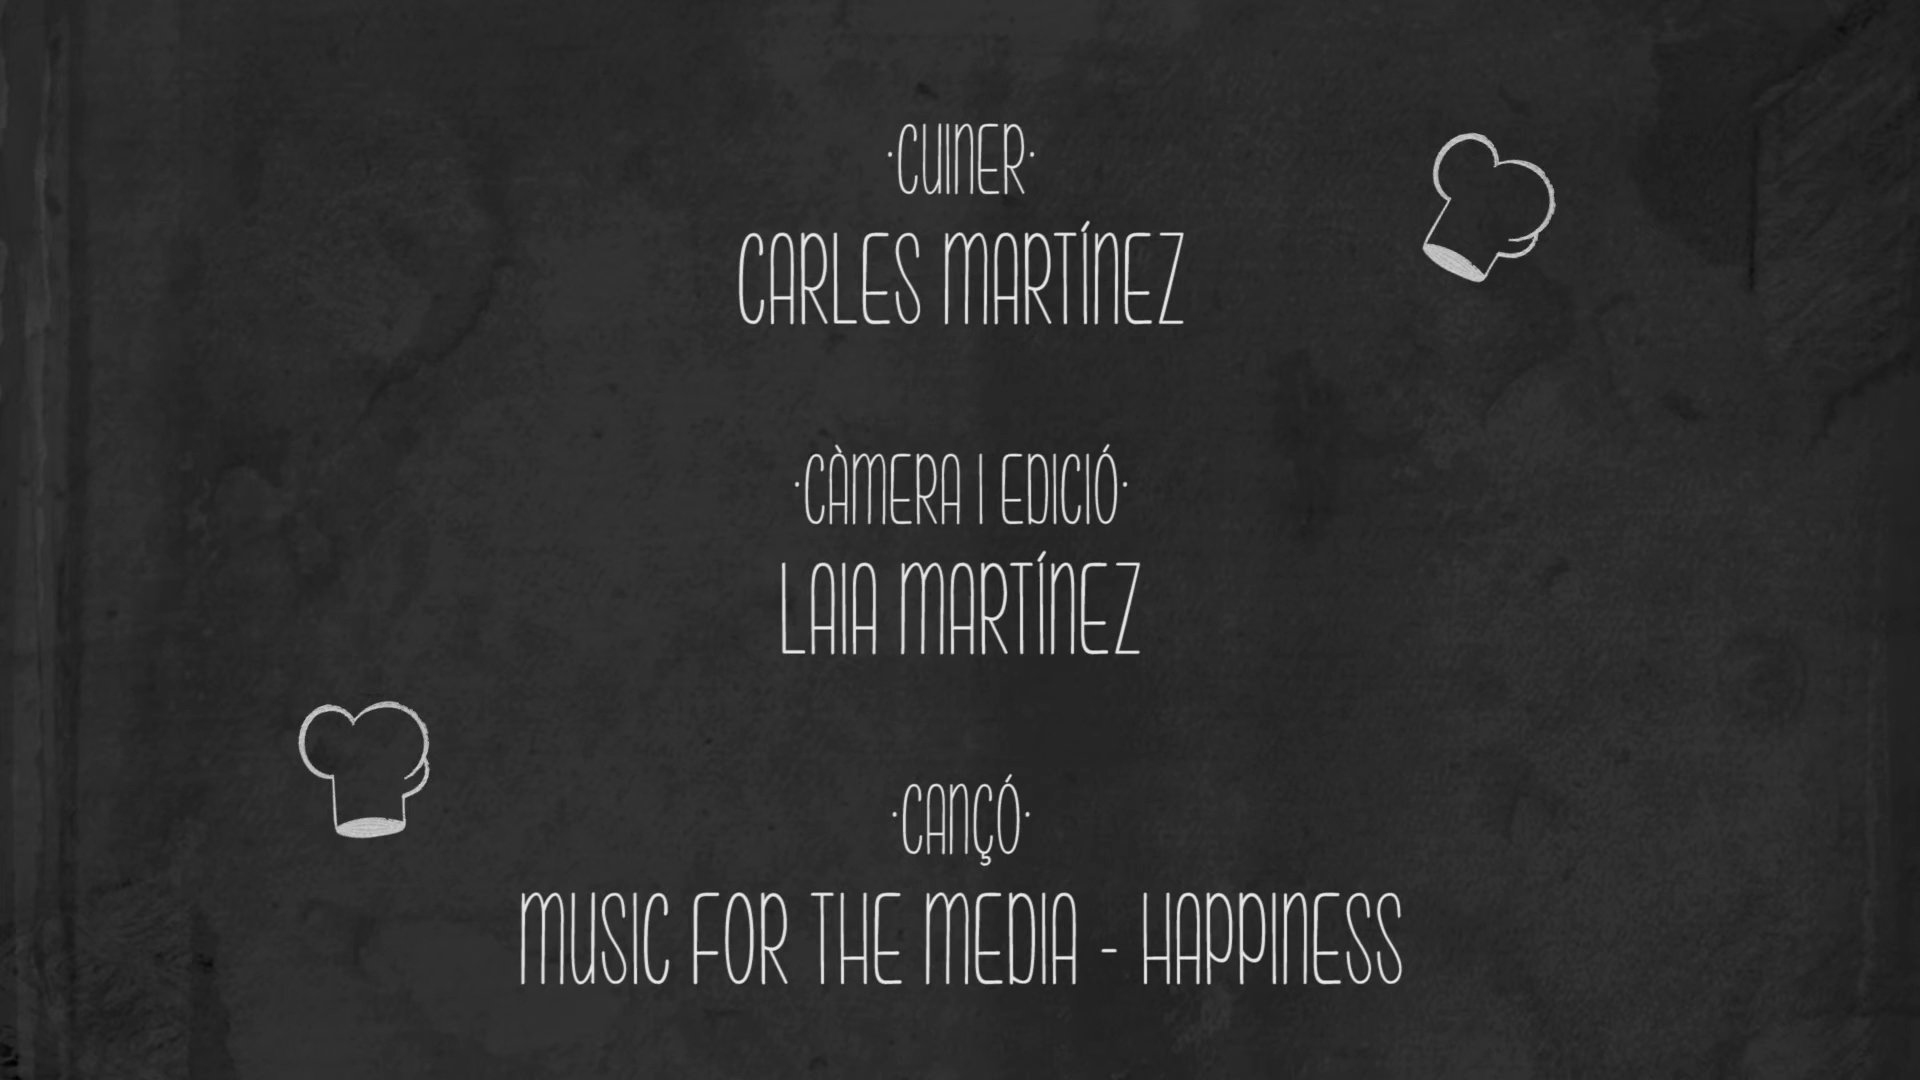 ·CUINER·
CARLES MARTÍNEZ
·CÀMERA I EDICIÓ·
LAIA MARTÍNEZ
·CANÇÓ·
MUSIC FOR THE MEDIA - HAPPINESS